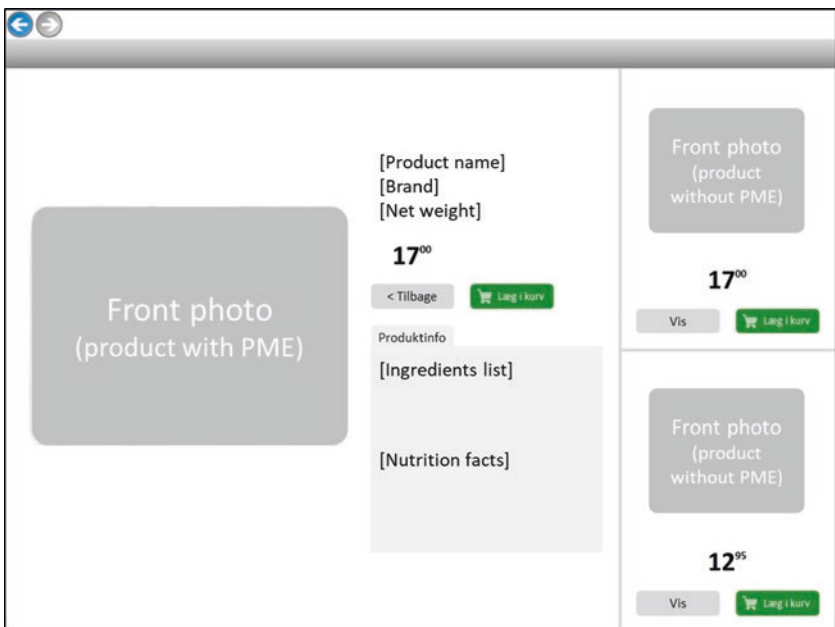 Front photo
(product with PME)
[Product name]
[Brand]
[Net weight]
17⁰⁰
< Tilbage
Læg i kurv
Produktinfo
[Ingredients list]
[Nutrition facts]
Front photo
(product
without PME)
17⁰⁰
Vis
Læg i kurv
Front photo
(product
without PME)
12⁹⁵
Vis
Læg i kurv